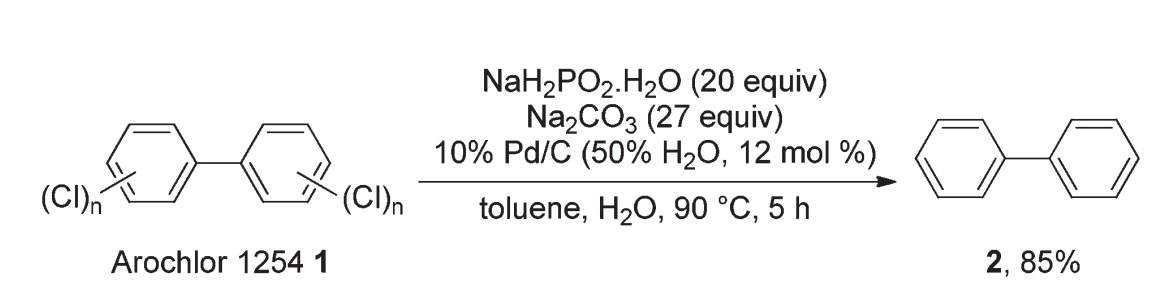 NaH₂PO₂.H₂O (20 equiv)
Na₂CO₃ (27 equiv)
10% Pd/C (50% H₂O, 12 mol %)
(Cl)ₙ
(Cl)ₙ
toluene, H₂O, 90 °C, 5 h
Arochlor 1254 1
2, 85%